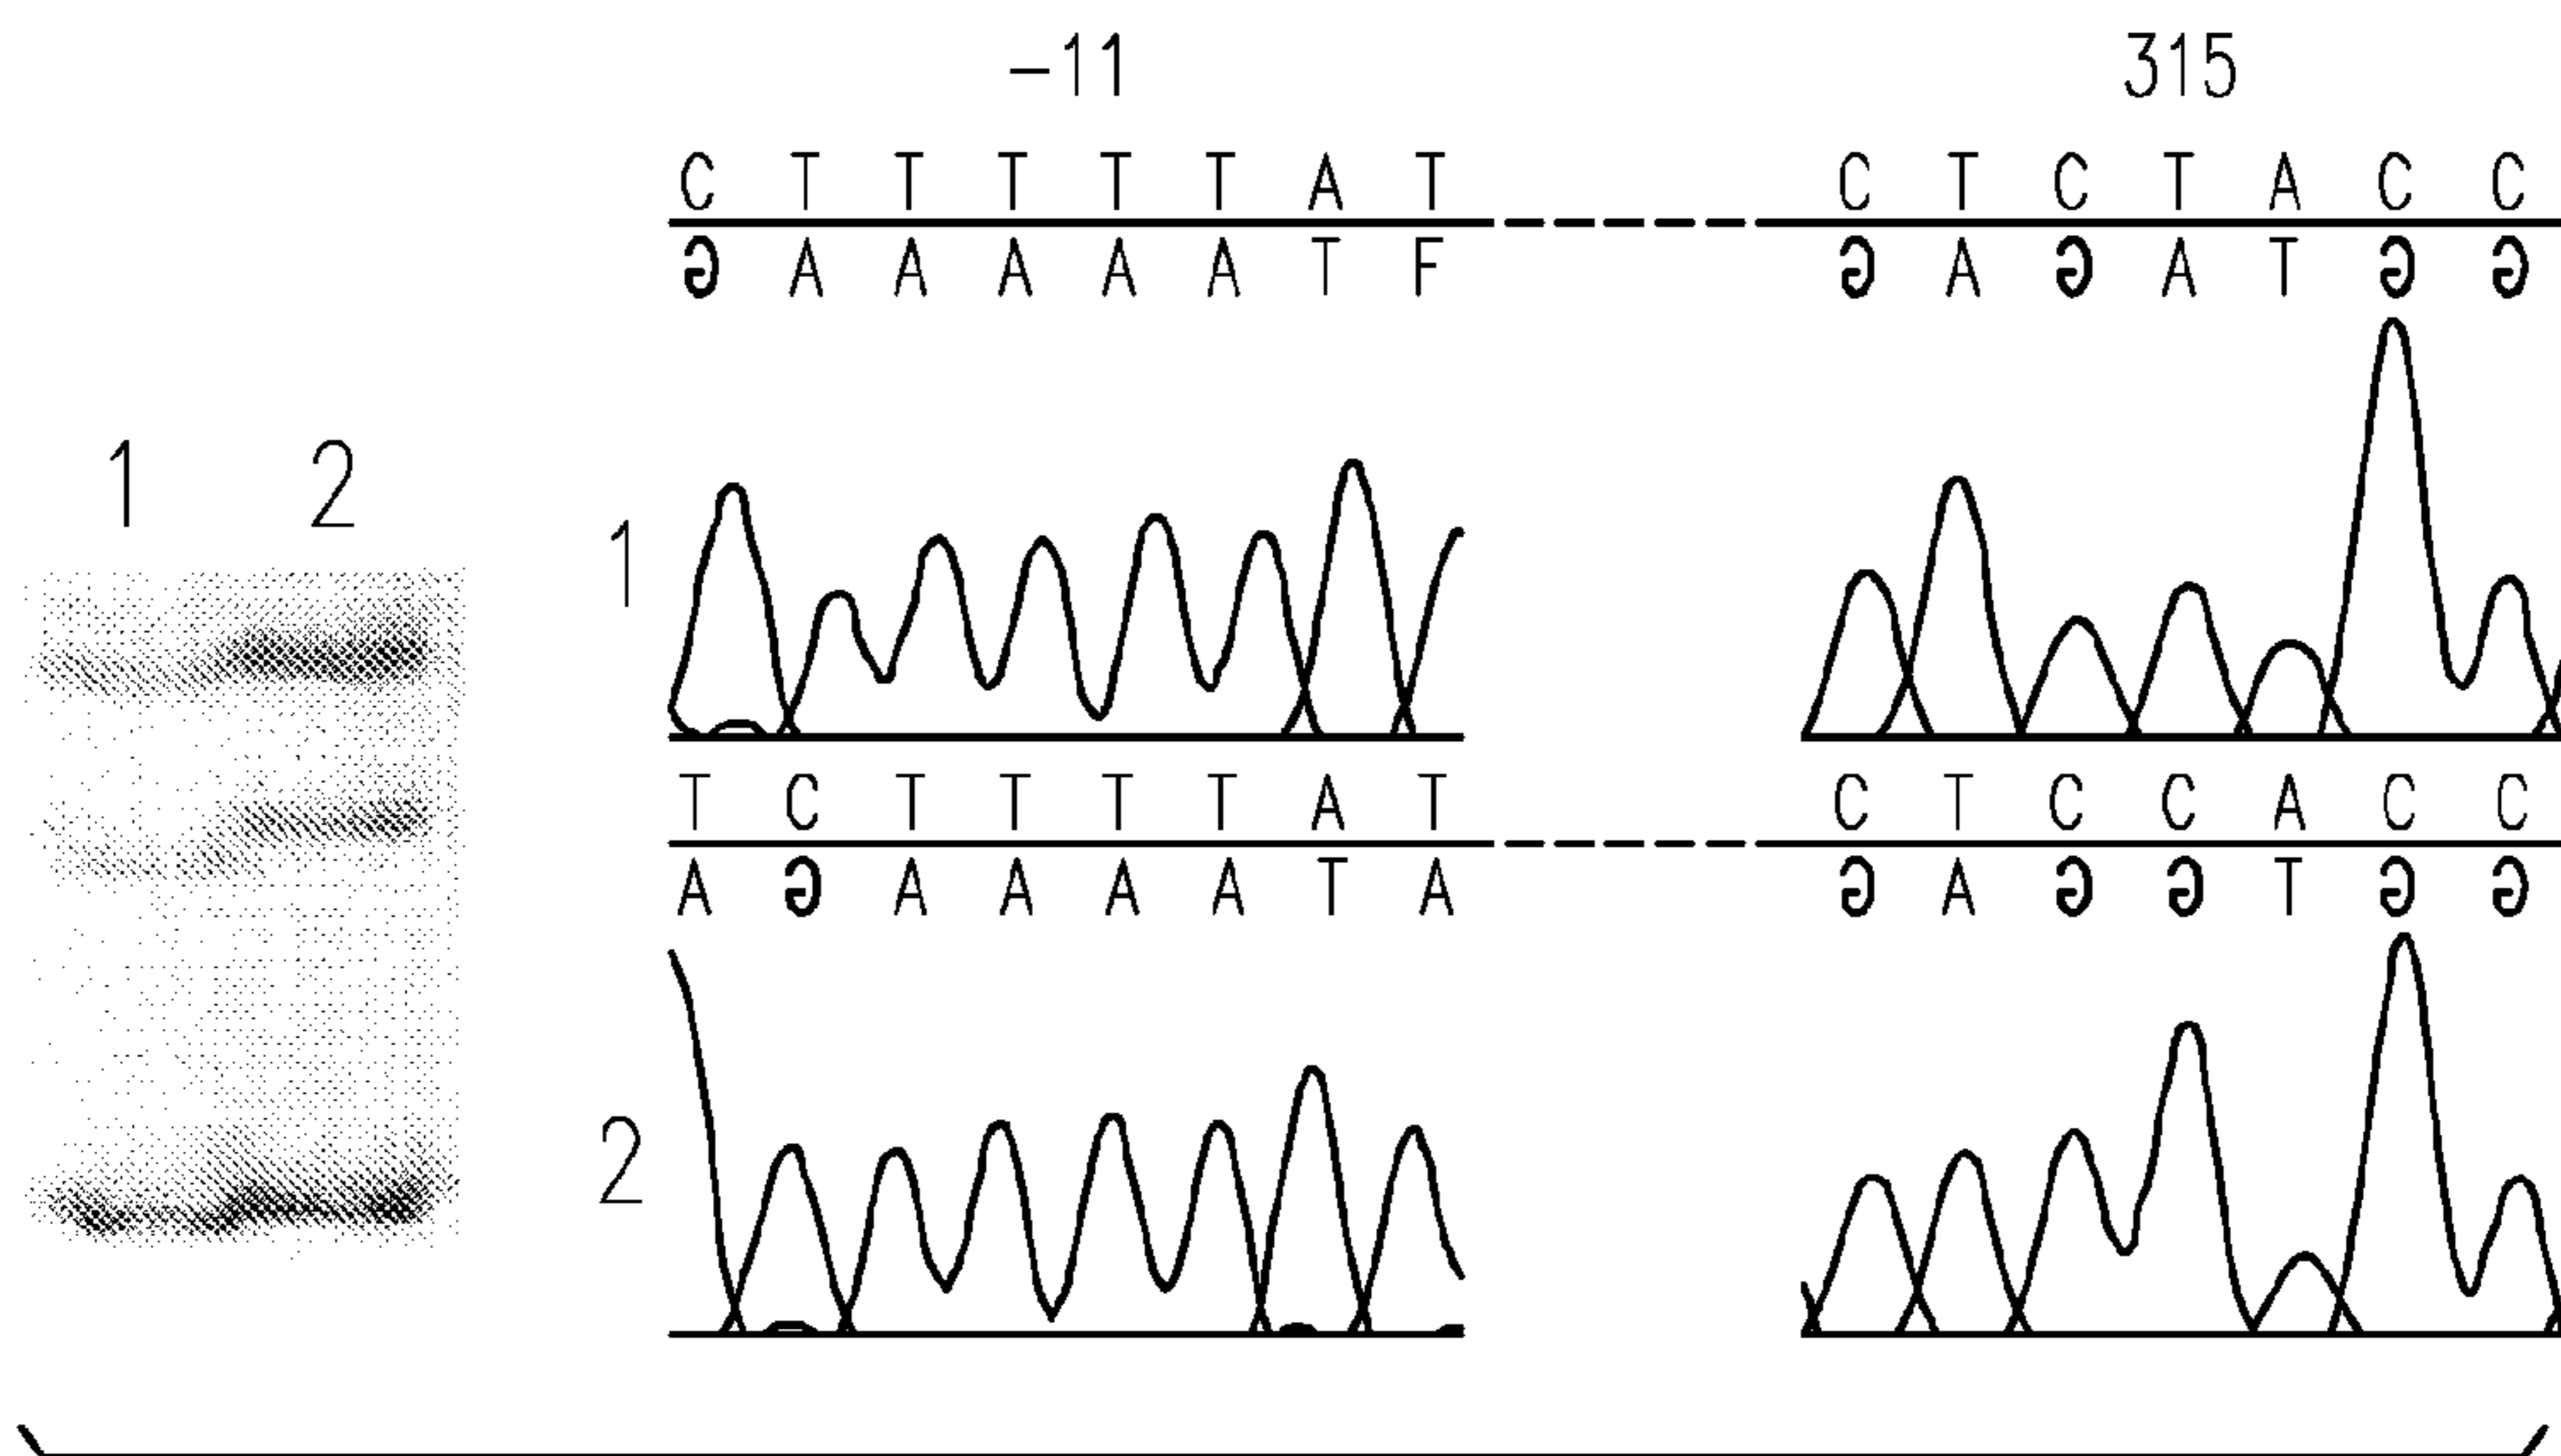 -11 315
C T T T T T A T C T C T A C C
G A A A A A T F G A G A T G G
1 2
1
T C T T T T A T C T C C A C C
A G A A A A T A G A G G T G G
2